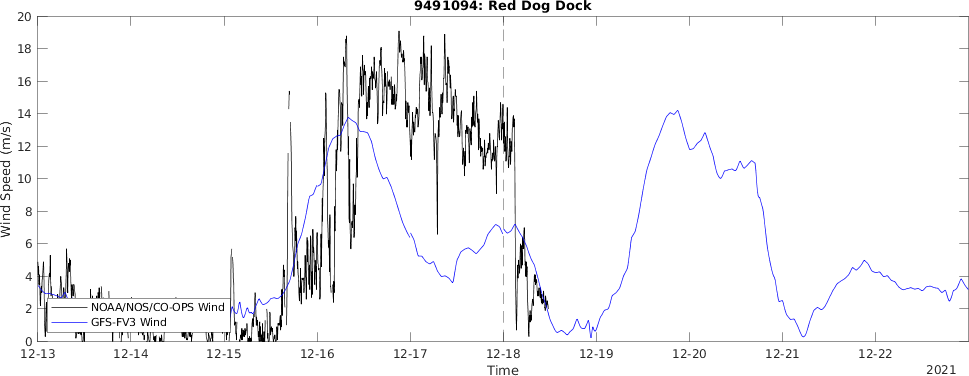 9491094: Red Dog Dock
Wind Speed (m/s)
20
18
16
14
12
10
8
6
4
2
0
NOAA/NOS/CO-OPS Wind
GFS-FV3 Wind
12-13 12-14 12-15 12-16 12-17 12-18 12-19 12-20 12-21 12-22
Time
2021